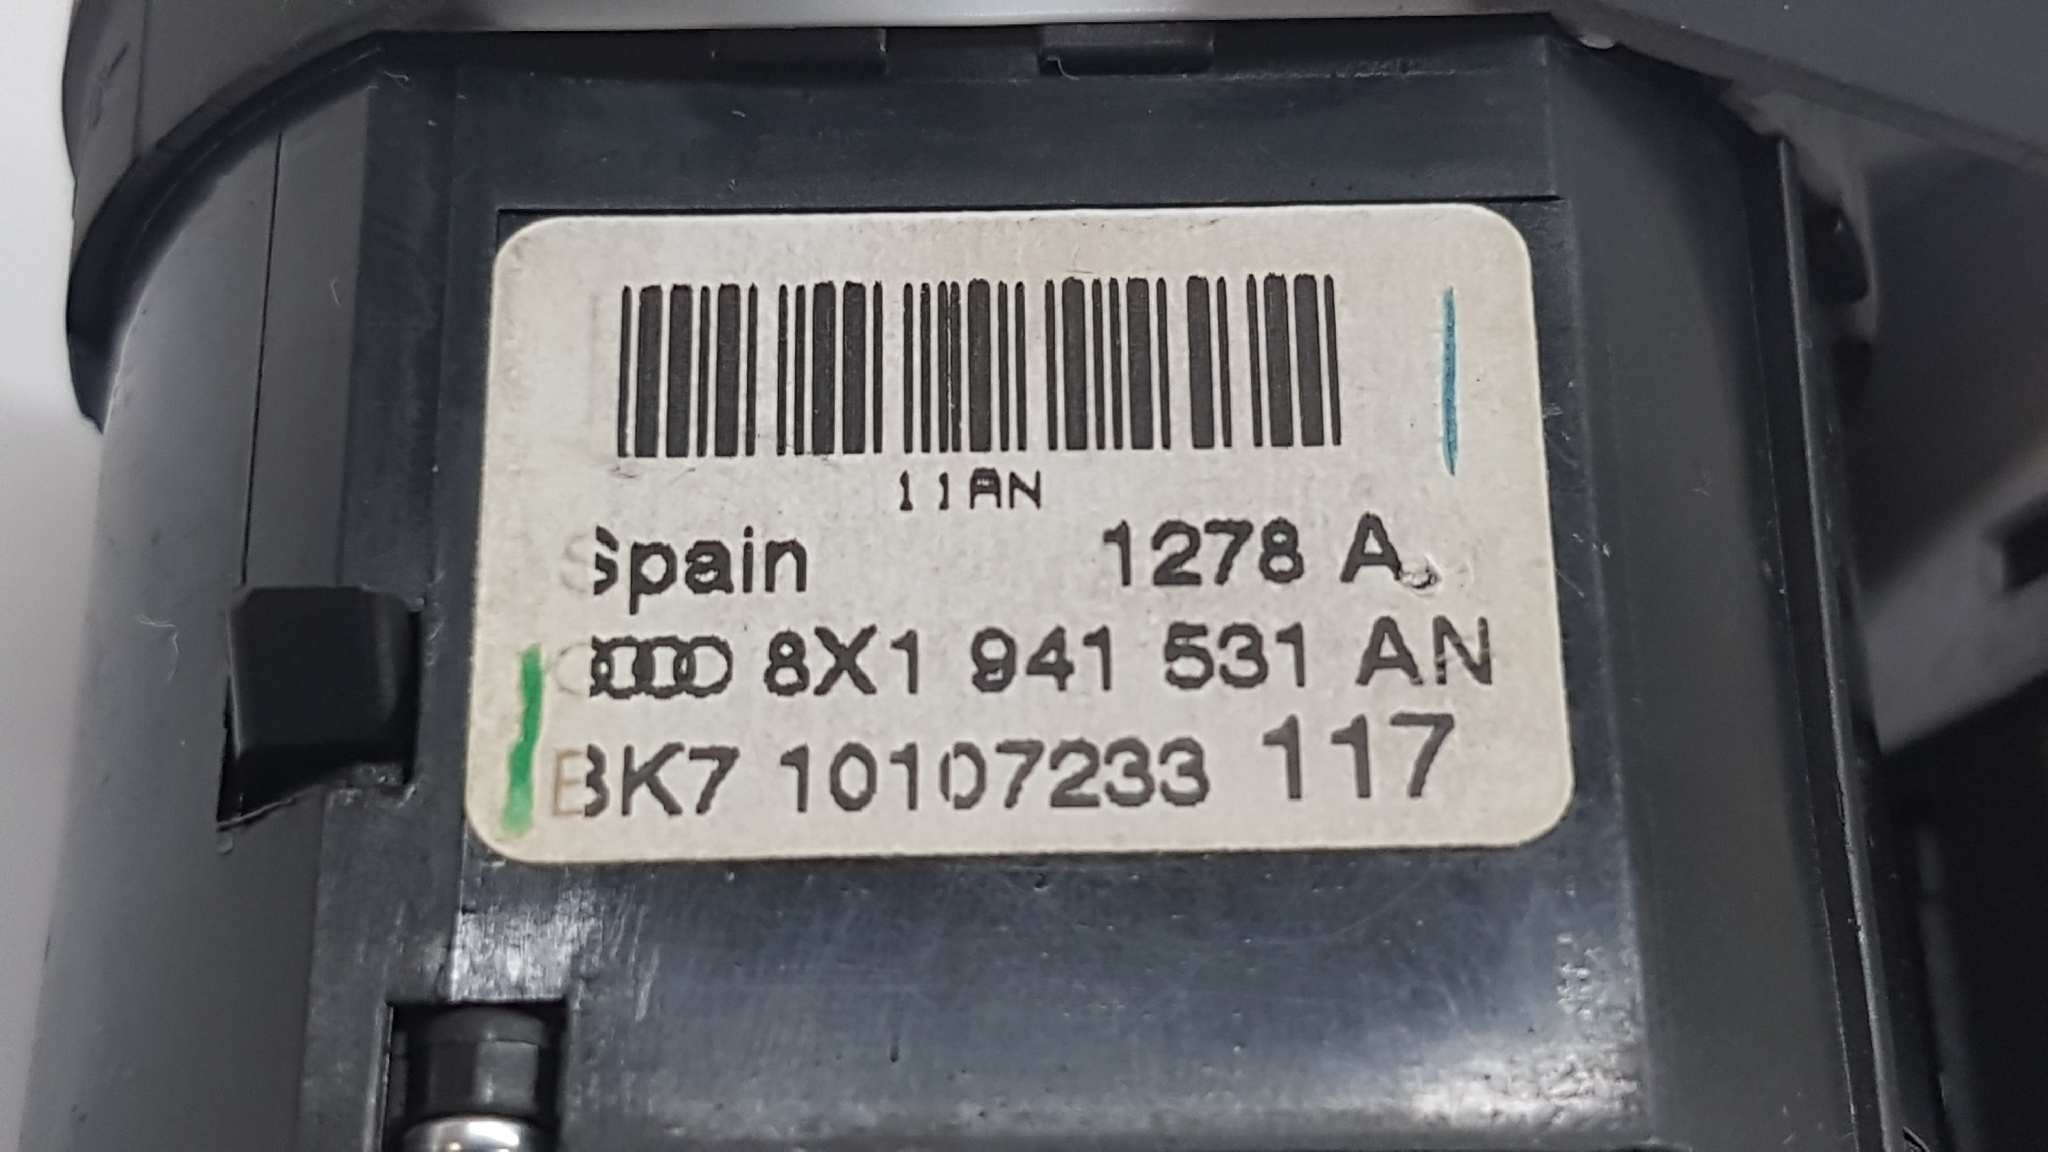 11AN
Spain 1278 A
8X1 941 531 AN
BK7 10107233 117